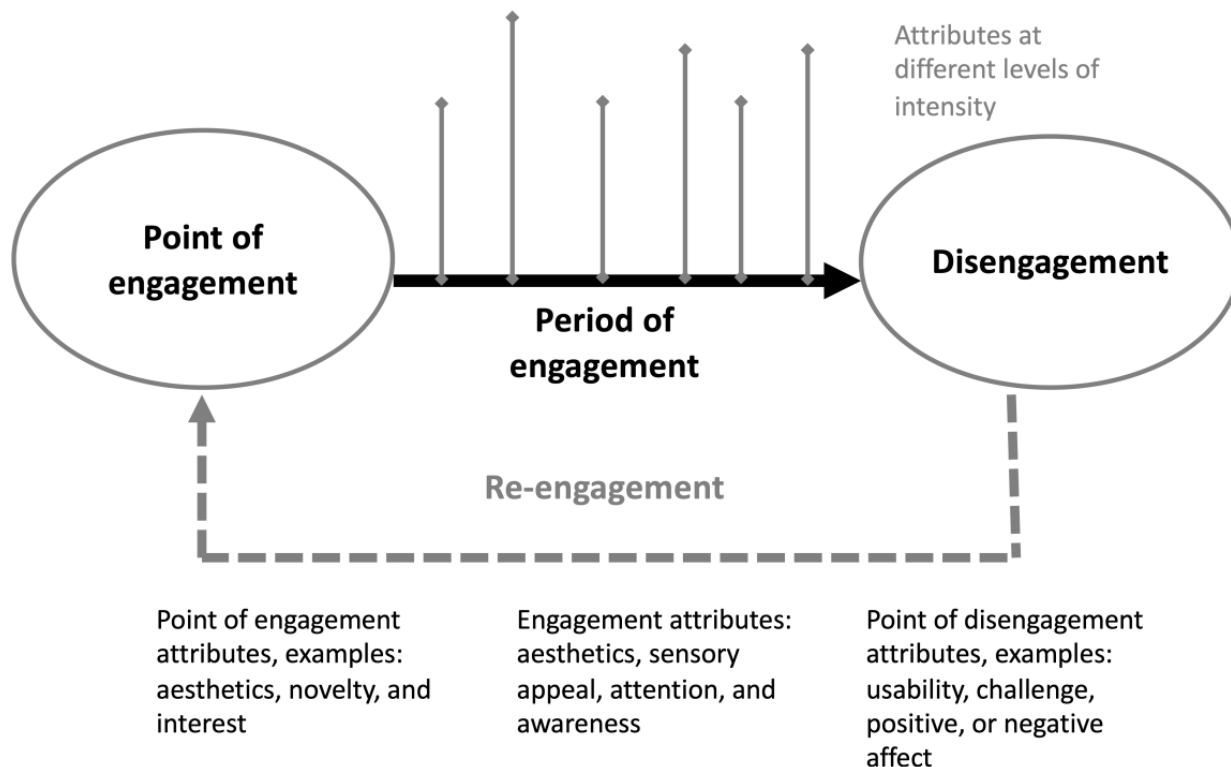 Attributes at
different levels of
intensity
Point of
engagement
Disengagement
Period of
engagement
Re-engagement
Point of engagement
attributes, examples:
aesthetics, novelty, and
interest
Engagement attributes:
aesthetics, sensory
appeal, attention, and
awareness
Point of disengagement
attributes, examples:
usability, challenge,
positive, or negative
affect